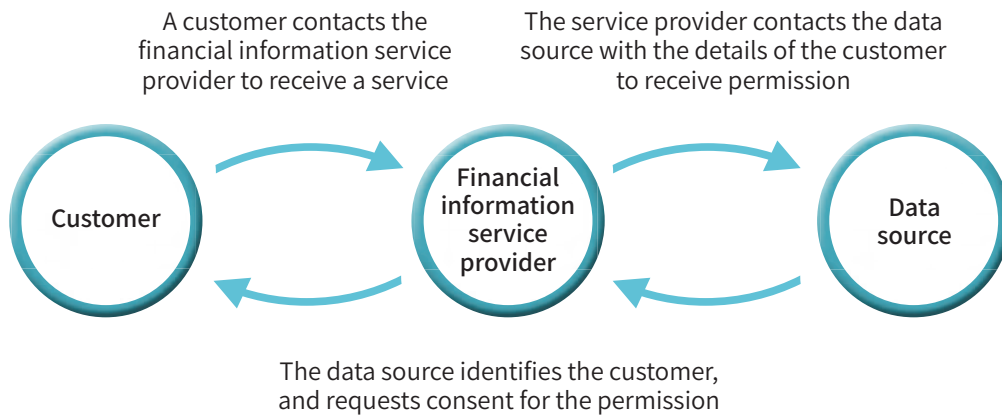 A customer contacts the
financial information service
provider to receive a service
The service provider contacts the data
source with the details of the customer
to receive permission
Customer
Financial
information
service
provider
Data
source
The data source identifies the customer,
and requests consent for the permission